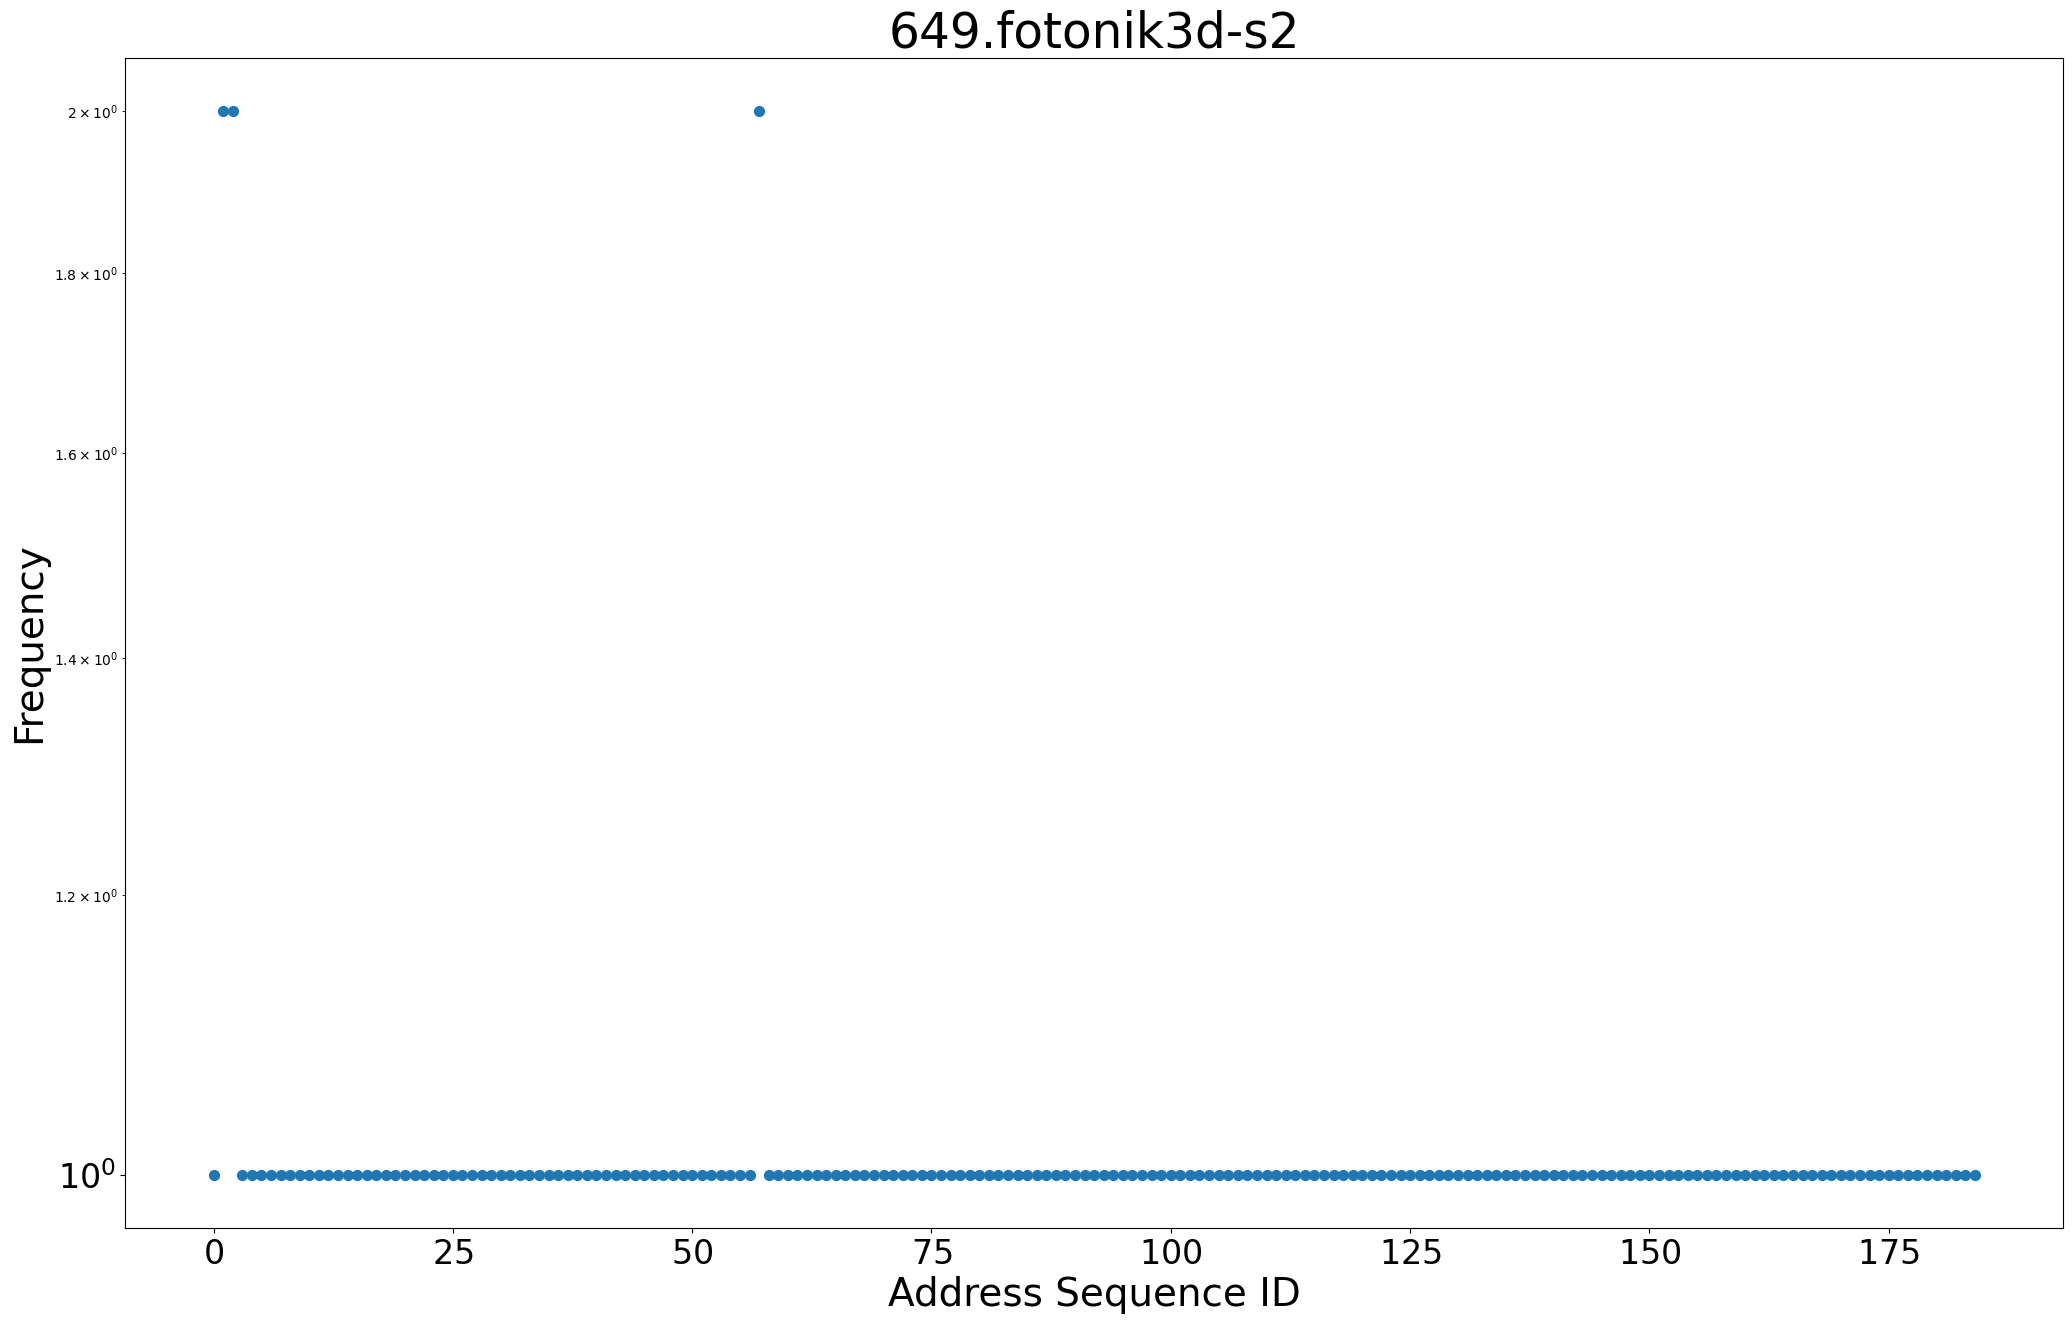 649.fotonik3d-s2
2 × 10⁰
1.8 × 10⁰
1.6 × 10⁰
1.4 × 10⁰
1.2 × 10⁰
10⁰
Frequency
0 25 50 75 100 125 150 175
Address Sequence ID